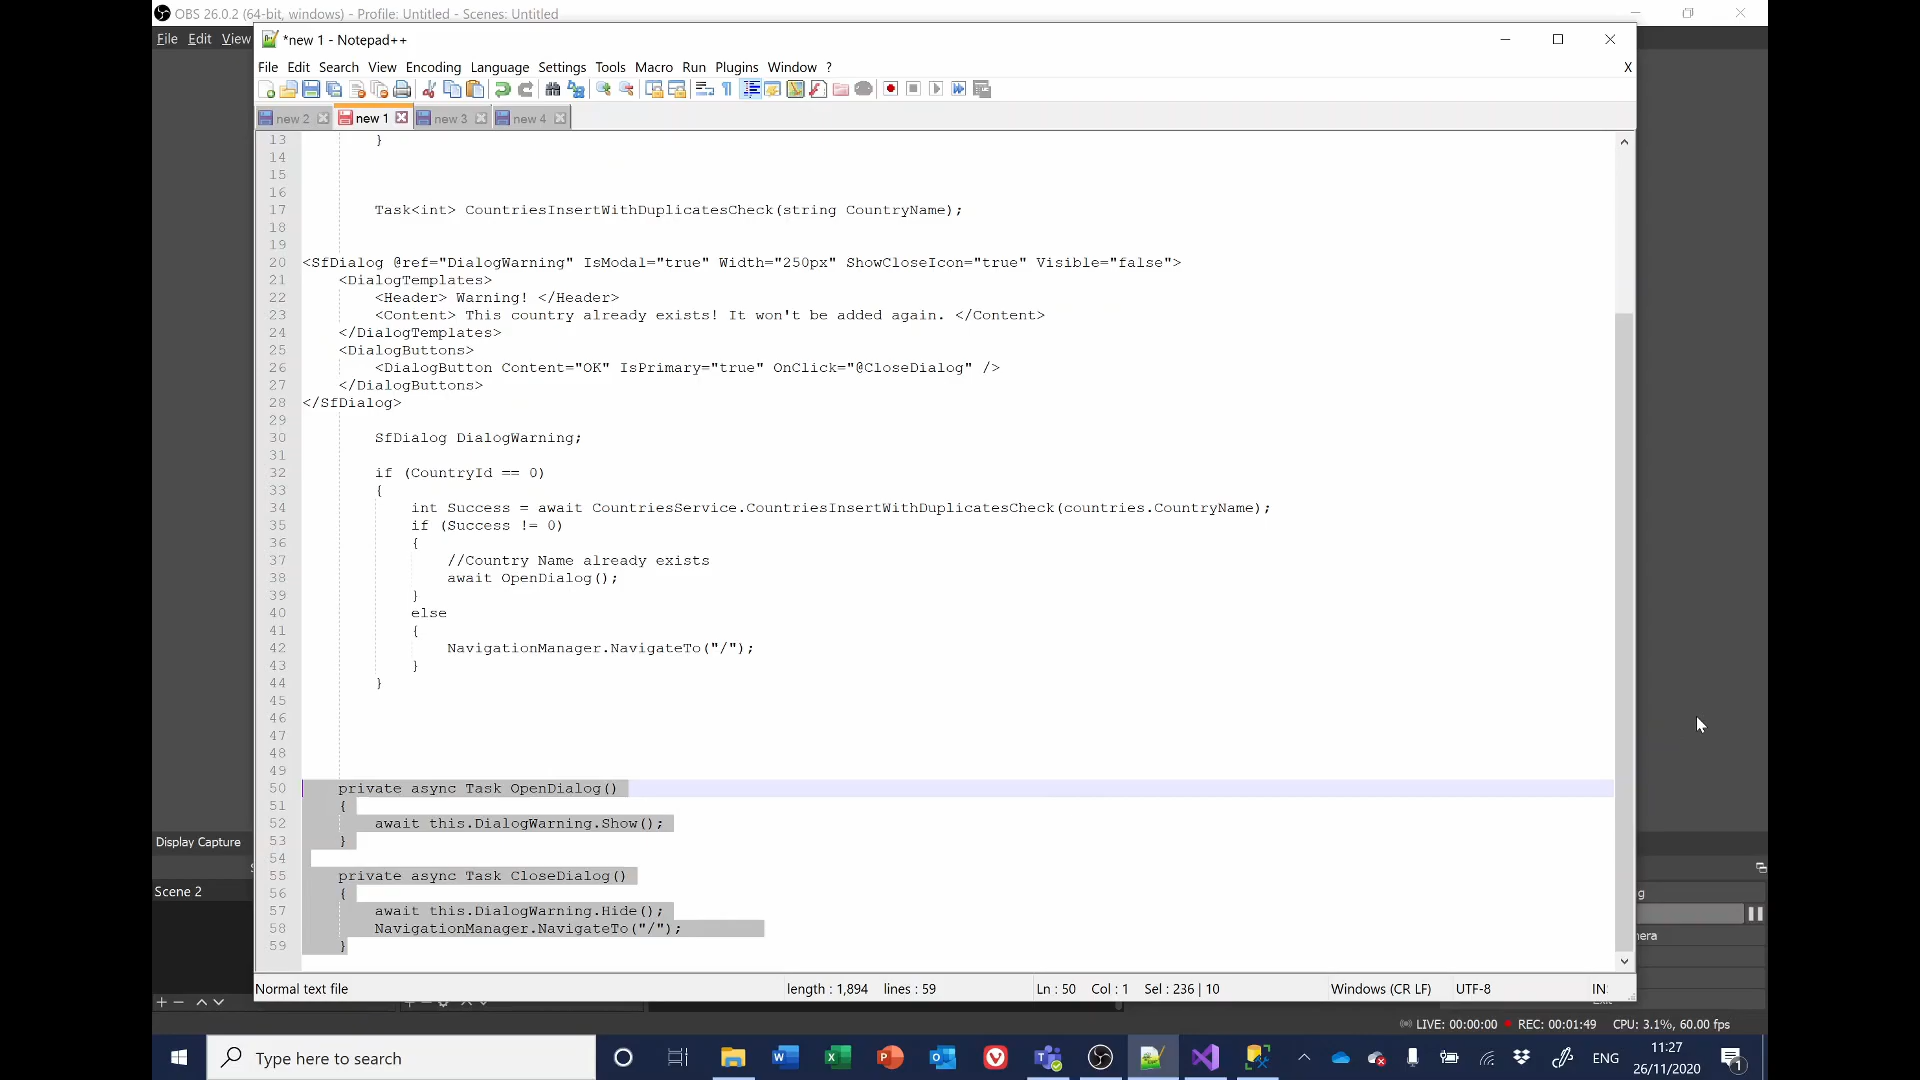 OBS 26.0.2 (64-bit, windows) - Profile: Untitled - Scenes: Untitled
File Edit View
*new 1 - Notepad++
File Edit Search View Encoding Language Settings Tools Macro Run Plugins Window ? X
new 2 new 1 new 3 new 4
13 }
14
15
16
17 Task<int> CountriesInsertWithDuplicatesCheck(string CountryName);
18
19
20 <SfDialog @ref="DialogWarning" IsModal="true" Width="250px" ShowCloseIcon="true" Visible="false">
21 <DialogTemplates>
22 <Header> Warning! </Header>
23 <Content> This country already exists! It won't be added again. </Content>
24 </DialogTemplates>
25 <DialogButtons>
26 <DialogButton Content="OK" IsPrimary="true" OnClick="@CloseDialog" />
27 </DialogButtons>
28 </SfDialog>
29
30 SfDialog DialogWarning;
31
32 if (CountryId == 0)
33 {
34 int Success = await CountriesService.CountriesInsertWithDuplicatesCheck(countries.CountryName);
35 if (Success != 0)
36 {
37 //Country Name already exists
38 await OpenDialog();
39 }
40 else
41 {
42 NavigationManager.NavigateTo("/");
43 }
44 }
45
46
47
48
49
50 private async Task OpenDialog()
51 {
52 await this.DialogWarning.Show();
53 }
54
55 private async Task CloseDialog()
56 {
57 await this.DialogWarning.Hide();
58 NavigationManager.NavigateTo("/");
59 }
Display Capture
Scene 2
Normal text file length : 1,894 lines : 59 Ln : 50 Col : 1 Sel : 236 | 10 Windows (CR LF) UTF-8 IN
LIVE: 00:00:00 REC: 00:01:49 CPU: 3.1%, 60.00 fps
Type here to search
ENG
11:27
26/11/2020
1